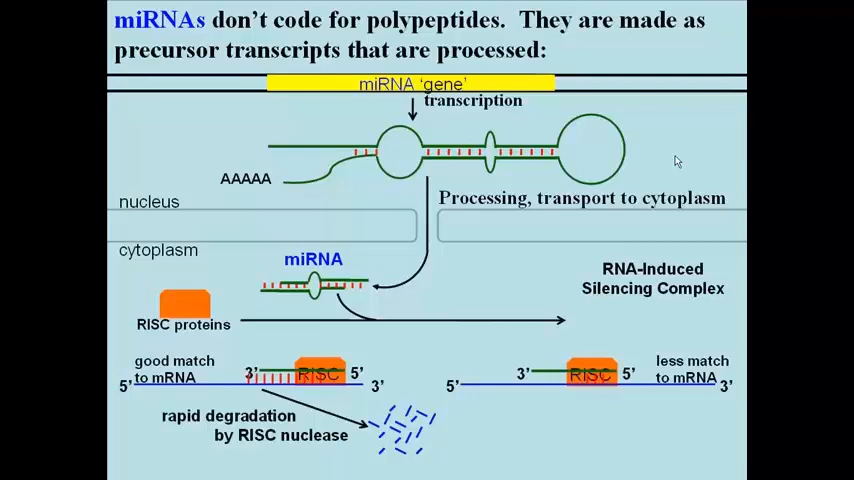 miRNAs don’t code for polypeptides.  They are made as
precursor transcripts that are processed:
miRNA ‘gene’
transcription
AAAAA
Processing, transport to cytoplasm
nucleus
cytoplasm
miRNA
RNA-Induced
Silencing Complex
RISC proteins
good match
to mRNA
5’
3’
RISC
5’
3’
less match
to mRNA
5’
3’
RISC
5’
3’
rapid degradation
by RISC nuclease